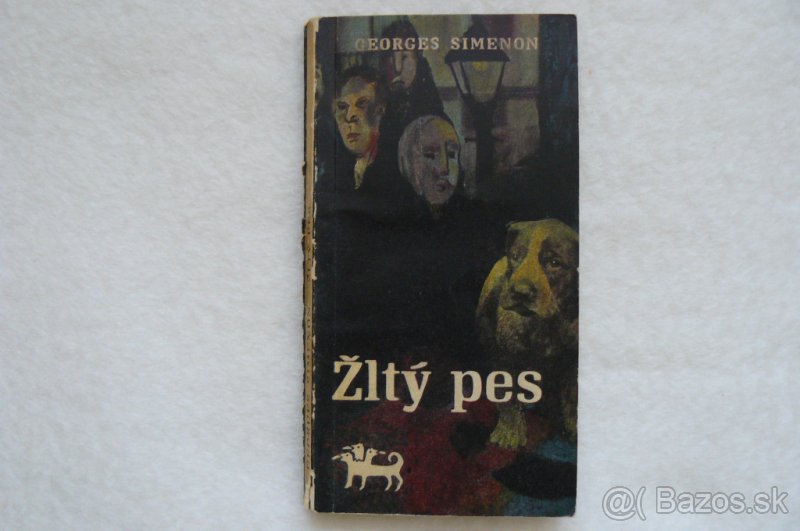 GEORGES SIMENON
Žltý pes
@( Bazos.sk